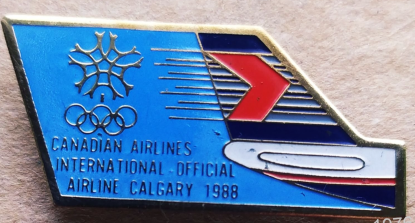 CANADIAN AIRLINES
INTERNATIONAL - OFFICIAL
AIRLINE CALGARY 1988